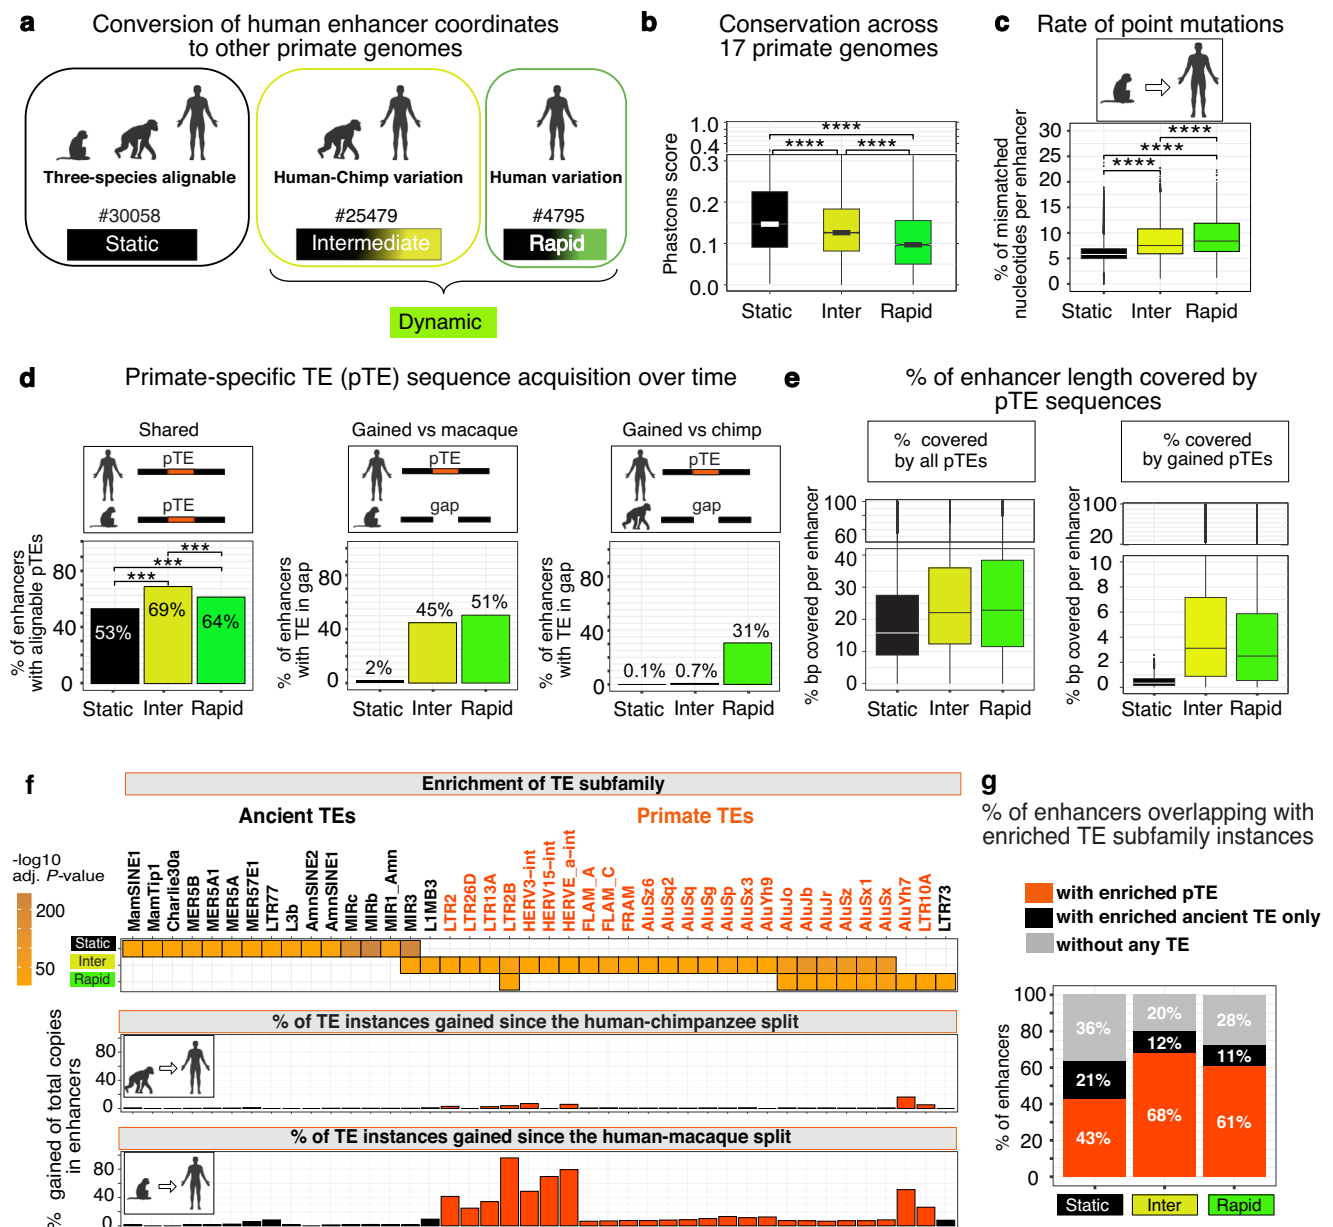 a
Conversion of human enhancer coordinates
to other primate genomes
Three-species alignable
#30058
Static
Human-Chimp variation
#25479
Intermediate
Human variation
#4795
Rapid
Dynamic
b
Conservation across
17 primate genomes
Phastcons score
1.0
0.4
0.3
0.2
0.1
0.0
****
**** ****
Static Inter Rapid
c
Rate of point mutations
% of mismatched
nucleotides per enhancer
30
25
20
15
10
5
0
****
****
****
Static Inter Rapid
d
Primate-specific TE (pTE) sequence acquisition over time
Shared
pTE
pTE
% of enhancers
with alignable pTEs
80
40
0
***
***
***
53%
69%
64%
Static Inter Rapid
Gained vs macaque
pTE
gap
% of enhancers
with TE in gap
80
40
0
2%
45%
51%
Static Inter Rapid
Gained vs chimp
pTE
gap
% of enhancers
with TE in gap
80
40
0
0.1%
0.7%
31%
Static Inter Rapid
e
% of enhancer length covered by
pTE sequences
% covered
by all pTEs
% bp covered per enhancer
100
60
40
30
20
10
0
Static Inter Rapid
% covered
by gained pTEs
% bp covered per enhancer
100
20
10
8
6
4
2
0
Static Inter Rapid
f
Enrichment of TE subfamily
Ancient TEs
Primate TEs
-log10
adj. P-value
200
50
MamSINE1
MamTip1
Charlie30a
MER5B
MER5A1
MER5A
MER57E1
LTR77
L3b
AmnSINE2
AmnSINE1
MIRc
MIRb
MIR1_Amn
MIR3
L1MB3
LTR2
LTR26D
LTR13A
LTR2B
HERV3-int
HERV15-int
HERVE_a-int
FLAM_A
FLAM_C
FRAM
AluSz6
AluSq2
AluSq
AluSg
AluSp
AluSx3
AluYh9
AluJo
AluJb
AluJr
AluSz
AluSx1
AluSx
AluYh7
LTR10A
LTR73
Static
Inter
Rapid
% of TE instances gained since the human-chimpanzee split
80
40
0
% of TE instances gained since the human-macaque split
80
40
0
% gained of total copies
in enhancers
g
% of enhancers overlapping with
enriched TE subfamily instances
with enriched pTE
with enriched ancient TE only
without any TE
% of enhancers
100
80
60
40
20
0
36%
21%
43%
20%
12%
68%
28%
11%
61%
Static Inter Rapid